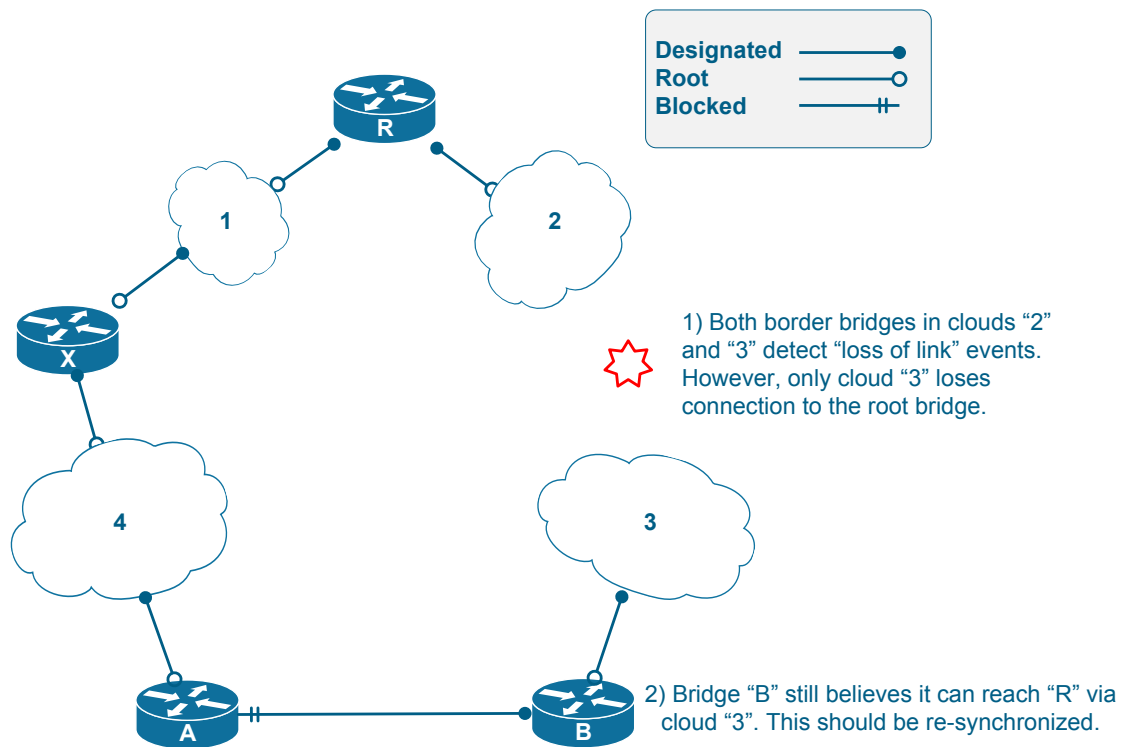 Designated
Root
Blocked
R
1
2
X
1) Both border bridges in clouds “2”
and “3” detect “loss of link” events.
However, only cloud “3” loses
connection to the root bridge.
4
3
A
B
2) Bridge “B” still believes it can reach “R” via
cloud “3”. This should be re-synchronized.